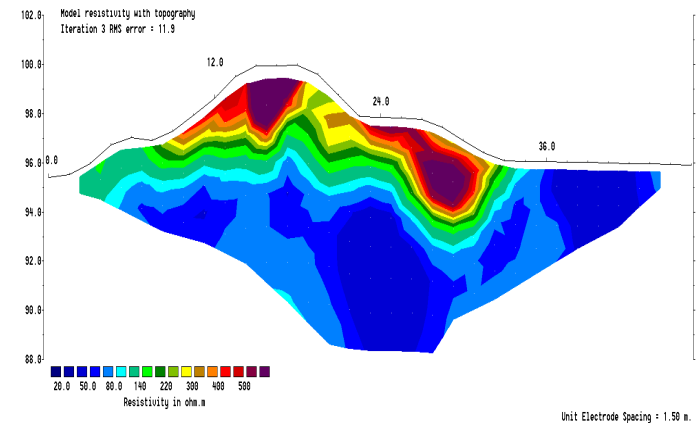 Model resistivity with topography
Iteration 3 RMS error = 11.9
102.0
100.0
98.0
96.0
94.0
92.0
90.0
88.0
0.0
12.0
24.0
36.0
20.0 50.0 80.0 140 220 300 400 500
Resistivity in ohm.m
Unit Electrode Spacing = 1.50 m.